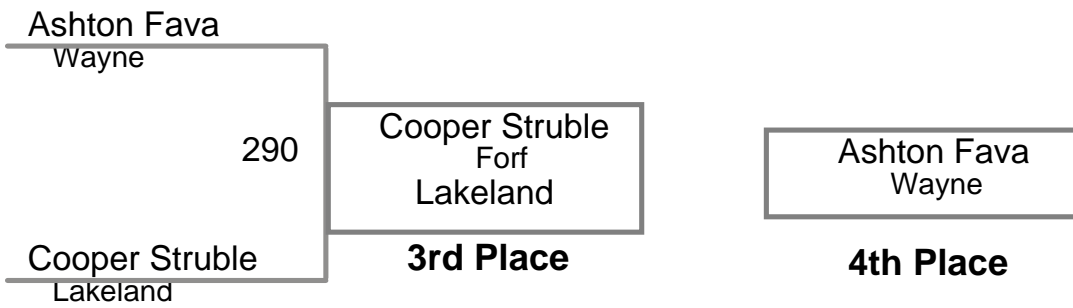 Ashton Fava
Wayne
290
Cooper Struble
Lakeland
Cooper Struble
Forf
Lakeland
3rd Place
Ashton Fava
Wayne
4th Place